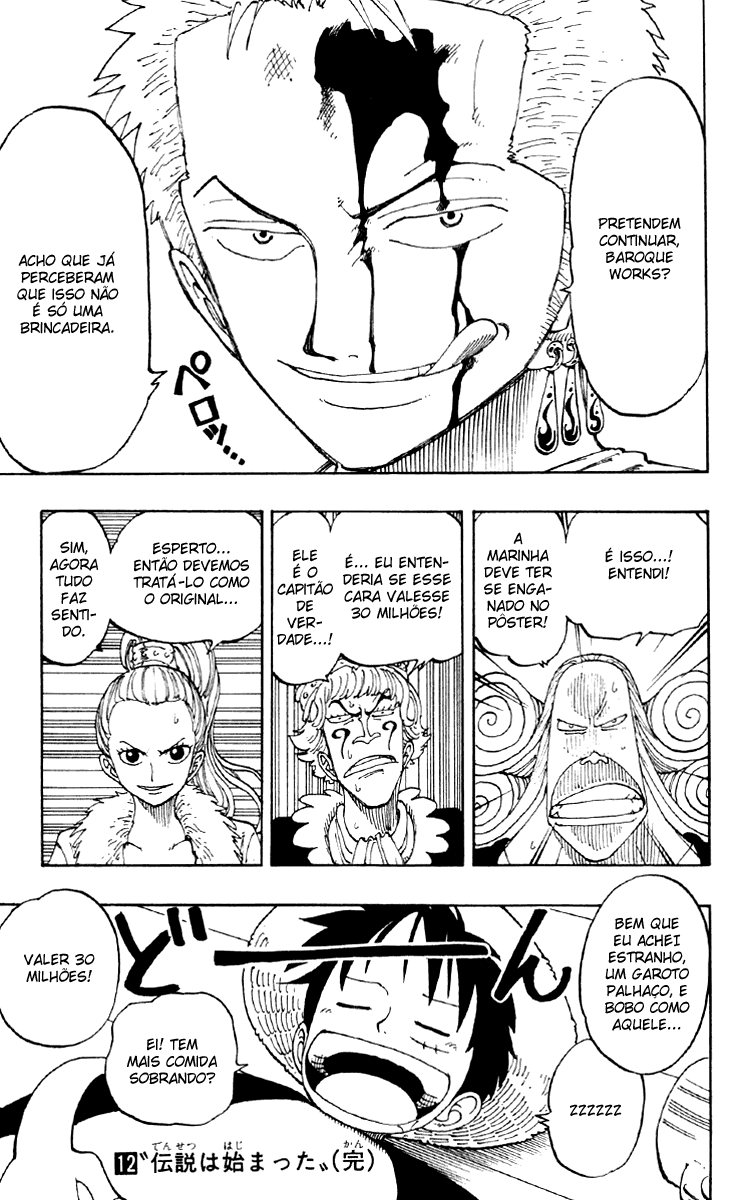 PRETENDEM
CONTINUAR,
BAROQUE
WORKS?
ACHO QUE JÁ
PERCEBERAM
QUE ISSO NÃO
É SÓ UMA
BRINCADEIRA.
ペロッ…
É ISSO...!
ENTENDI!
A
MARINHA
DEVE TER
SE ENGA-
NADO NO
PÔSTER!
É... EU ENTEN-
DERIA SE ESSE
CARA VALESSE
30 MILHÕES!
ELE
É O
CAPITÃO
DE
VER-
DADE...!
ESPERTO...
ENTÃO DEVEMOS
TRATÁ-LO COMO
O ORIGINAL...
SIM,
AGORA
TUDO
FAZ
SENTI-
DO.
BEM QUE
EU ACHEI
ESTRANHO,
UM GAROTO
PALHAÇO, E
BOBO COMO
AQUELE...
どーん
VALER 30
MILHÕES!
EI! TEM
MAIS COMIDA
SOBRANDO?
ZZZZZZ
12〝伝説は始まった〟(完)